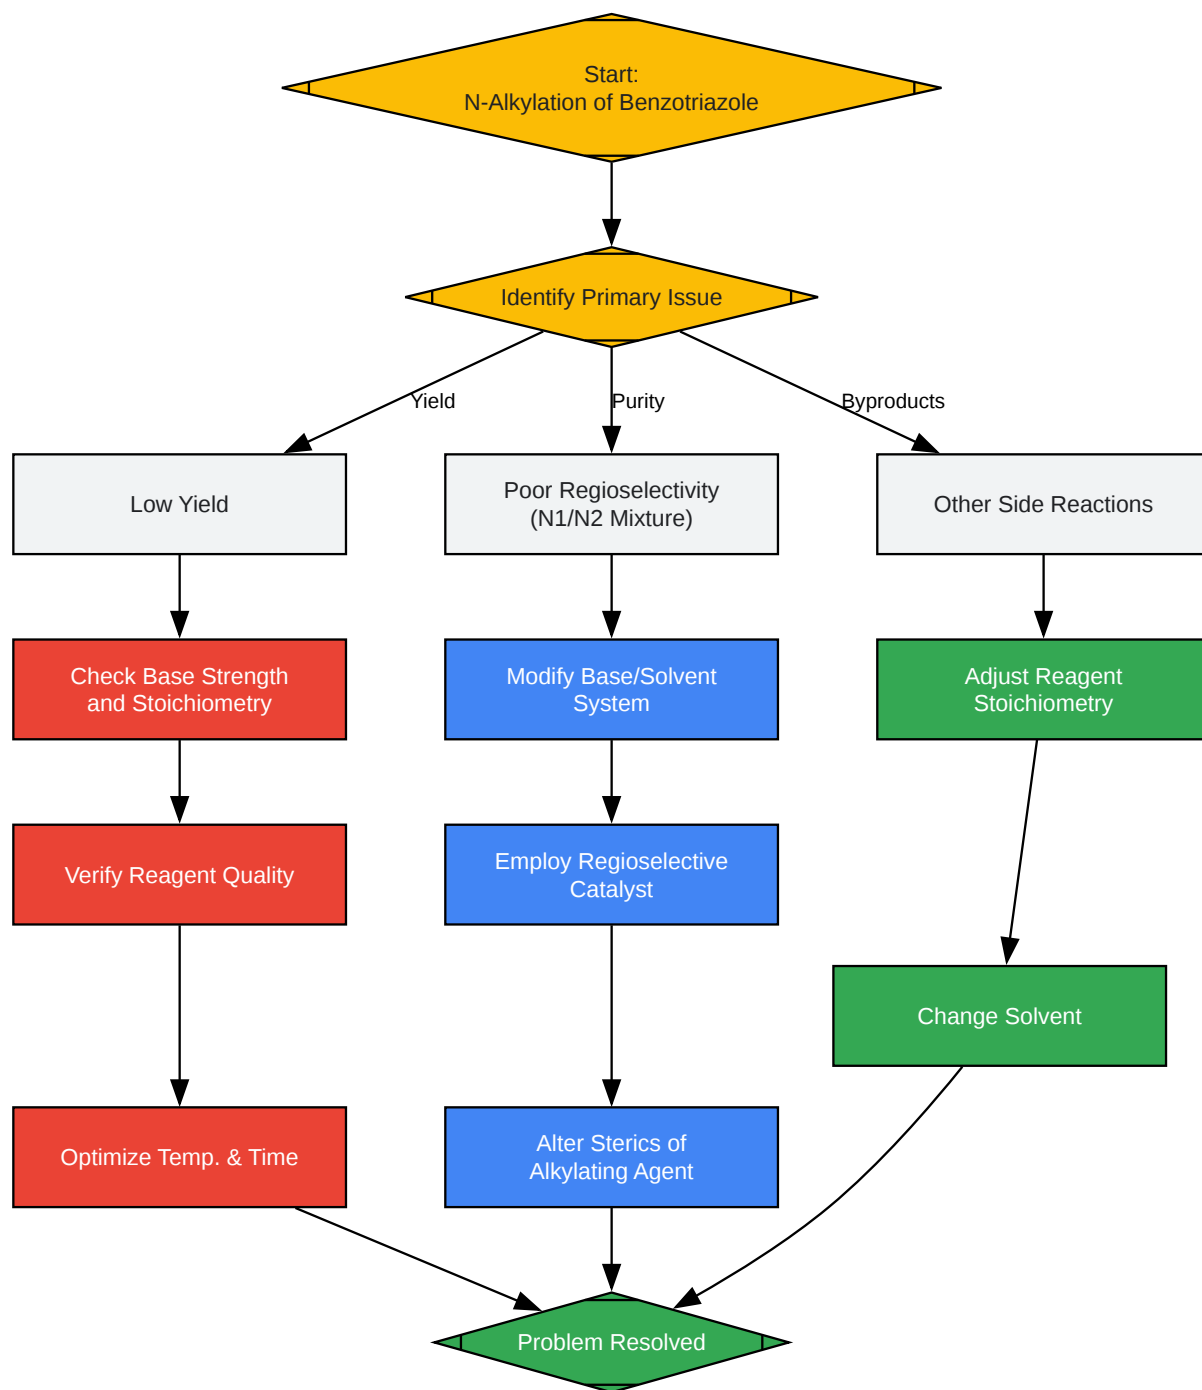 Start:
N-Alkylation of Benzotriazole
Identify Primary Issue
Yield
Purity
Byproducts
Low Yield
Poor Regioselectivity
(N1/N2 Mixture)
Other Side Reactions
Check Base Strength
and Stoichiometry
Modify Base/Solvent
System
Adjust Reagent
Stoichiometry
Verify Reagent Quality
Employ Regioselective
Catalyst
Change Solvent
Optimize Temp. & Time
Alter Sterics of
Alkylating Agent
Problem Resolved